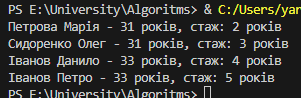 PS E:\University\Algoritms> & C:/Users/yar
Петрова Марія - 31 років, стаж: 2 років
Сидоренко Олег - 31 років, стаж: 3 років
Іванов Данило - 33 років, стаж: 4 років
Іванов Петро - 33 років, стаж: 5 років
PS E:\University\Algoritms>